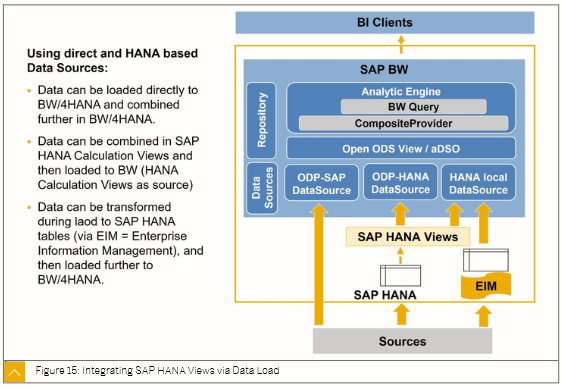 Using direct and HANA based
Data Sources:
▪ Data can be loaded directly to
BW/4HANA and combined
further in BW/4HANA.
▪ Data can be combined in SAP
HANA Calculation Views and
then loaded to BW (HANA
Calculation Views as source)
▪ Data can be transformed
during laod to SAP HANA
tables (via EIM = Enterprise
Information Management), and
then loaded further to
BW/4HANA.
BI Clients
SAP BW
Repository
Analytic Engine
BW Query
CompositeProvider
Open ODS View / aDSO
Data
Sources
ODP-SAP
DataSource
ODP-HANA
DataSource
HANA local
DataSource
SAP HANA Views
SAP HANA
EIM
Sources
Figure 15: Integrating SAP HANA Views via Data Load